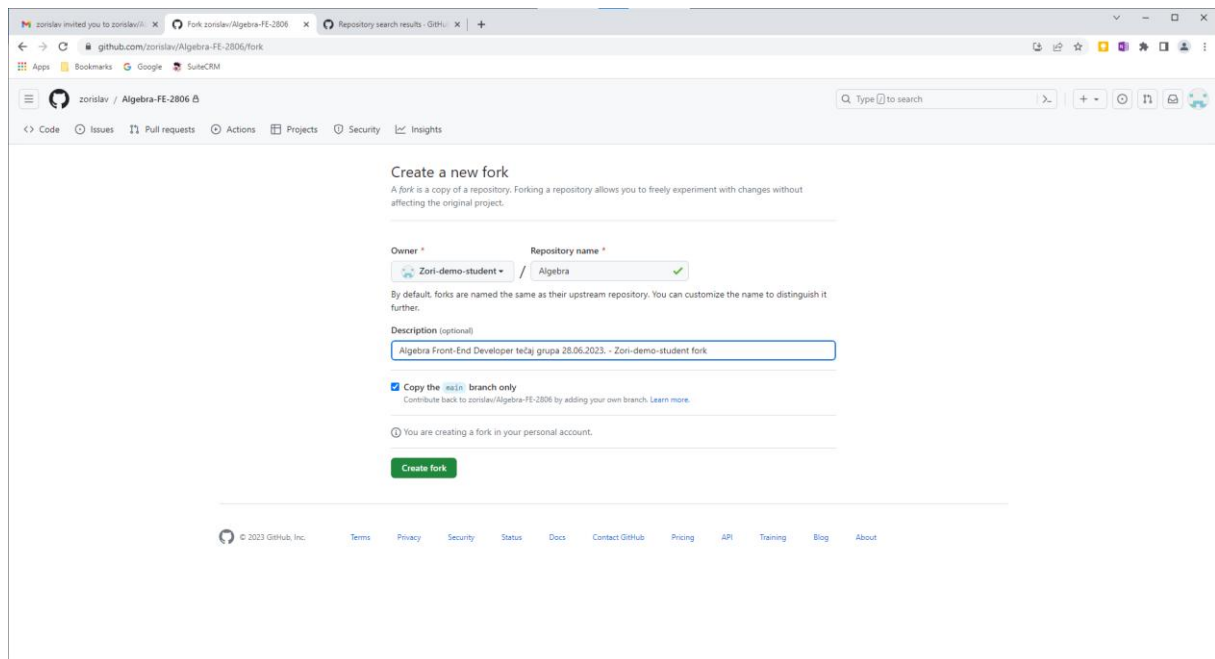 zorislav invited you to zorislav/A
Fork zorislav/Algebra-FE-2806
Repository search results · GitHu
github.com/zorislav/Algebra-FE-2806/fork
Apps
Bookmarks
Google
SuiteCRM
zorislav / Algebra-FE-2806
Type / to search
Code
Issues
Pull requests
Actions
Projects
Security
Insights
Create a new fork
A fork is a copy of a repository. Forking a repository allows you to freely experiment with changes without
affecting the original project.
Owner *
Repository name *
Zori-demo-student
/
Algebra
By default, forks are named the same as their upstream repository. You can customize the name to distinguish it
further.
Description (optional)
Algebra Front-End Developer tečaj grupa 28.06.2023. - Zori-demo-student fork
Copy the main branch only
Contribute back to zorislav/Algebra-FE-2806 by adding your own branch. Learn more.
You are creating a fork in your personal account.
Create fork
© 2023 GitHub, Inc.
Terms
Privacy
Security
Status
Docs
Contact GitHub
Pricing
API
Training
Blog
About